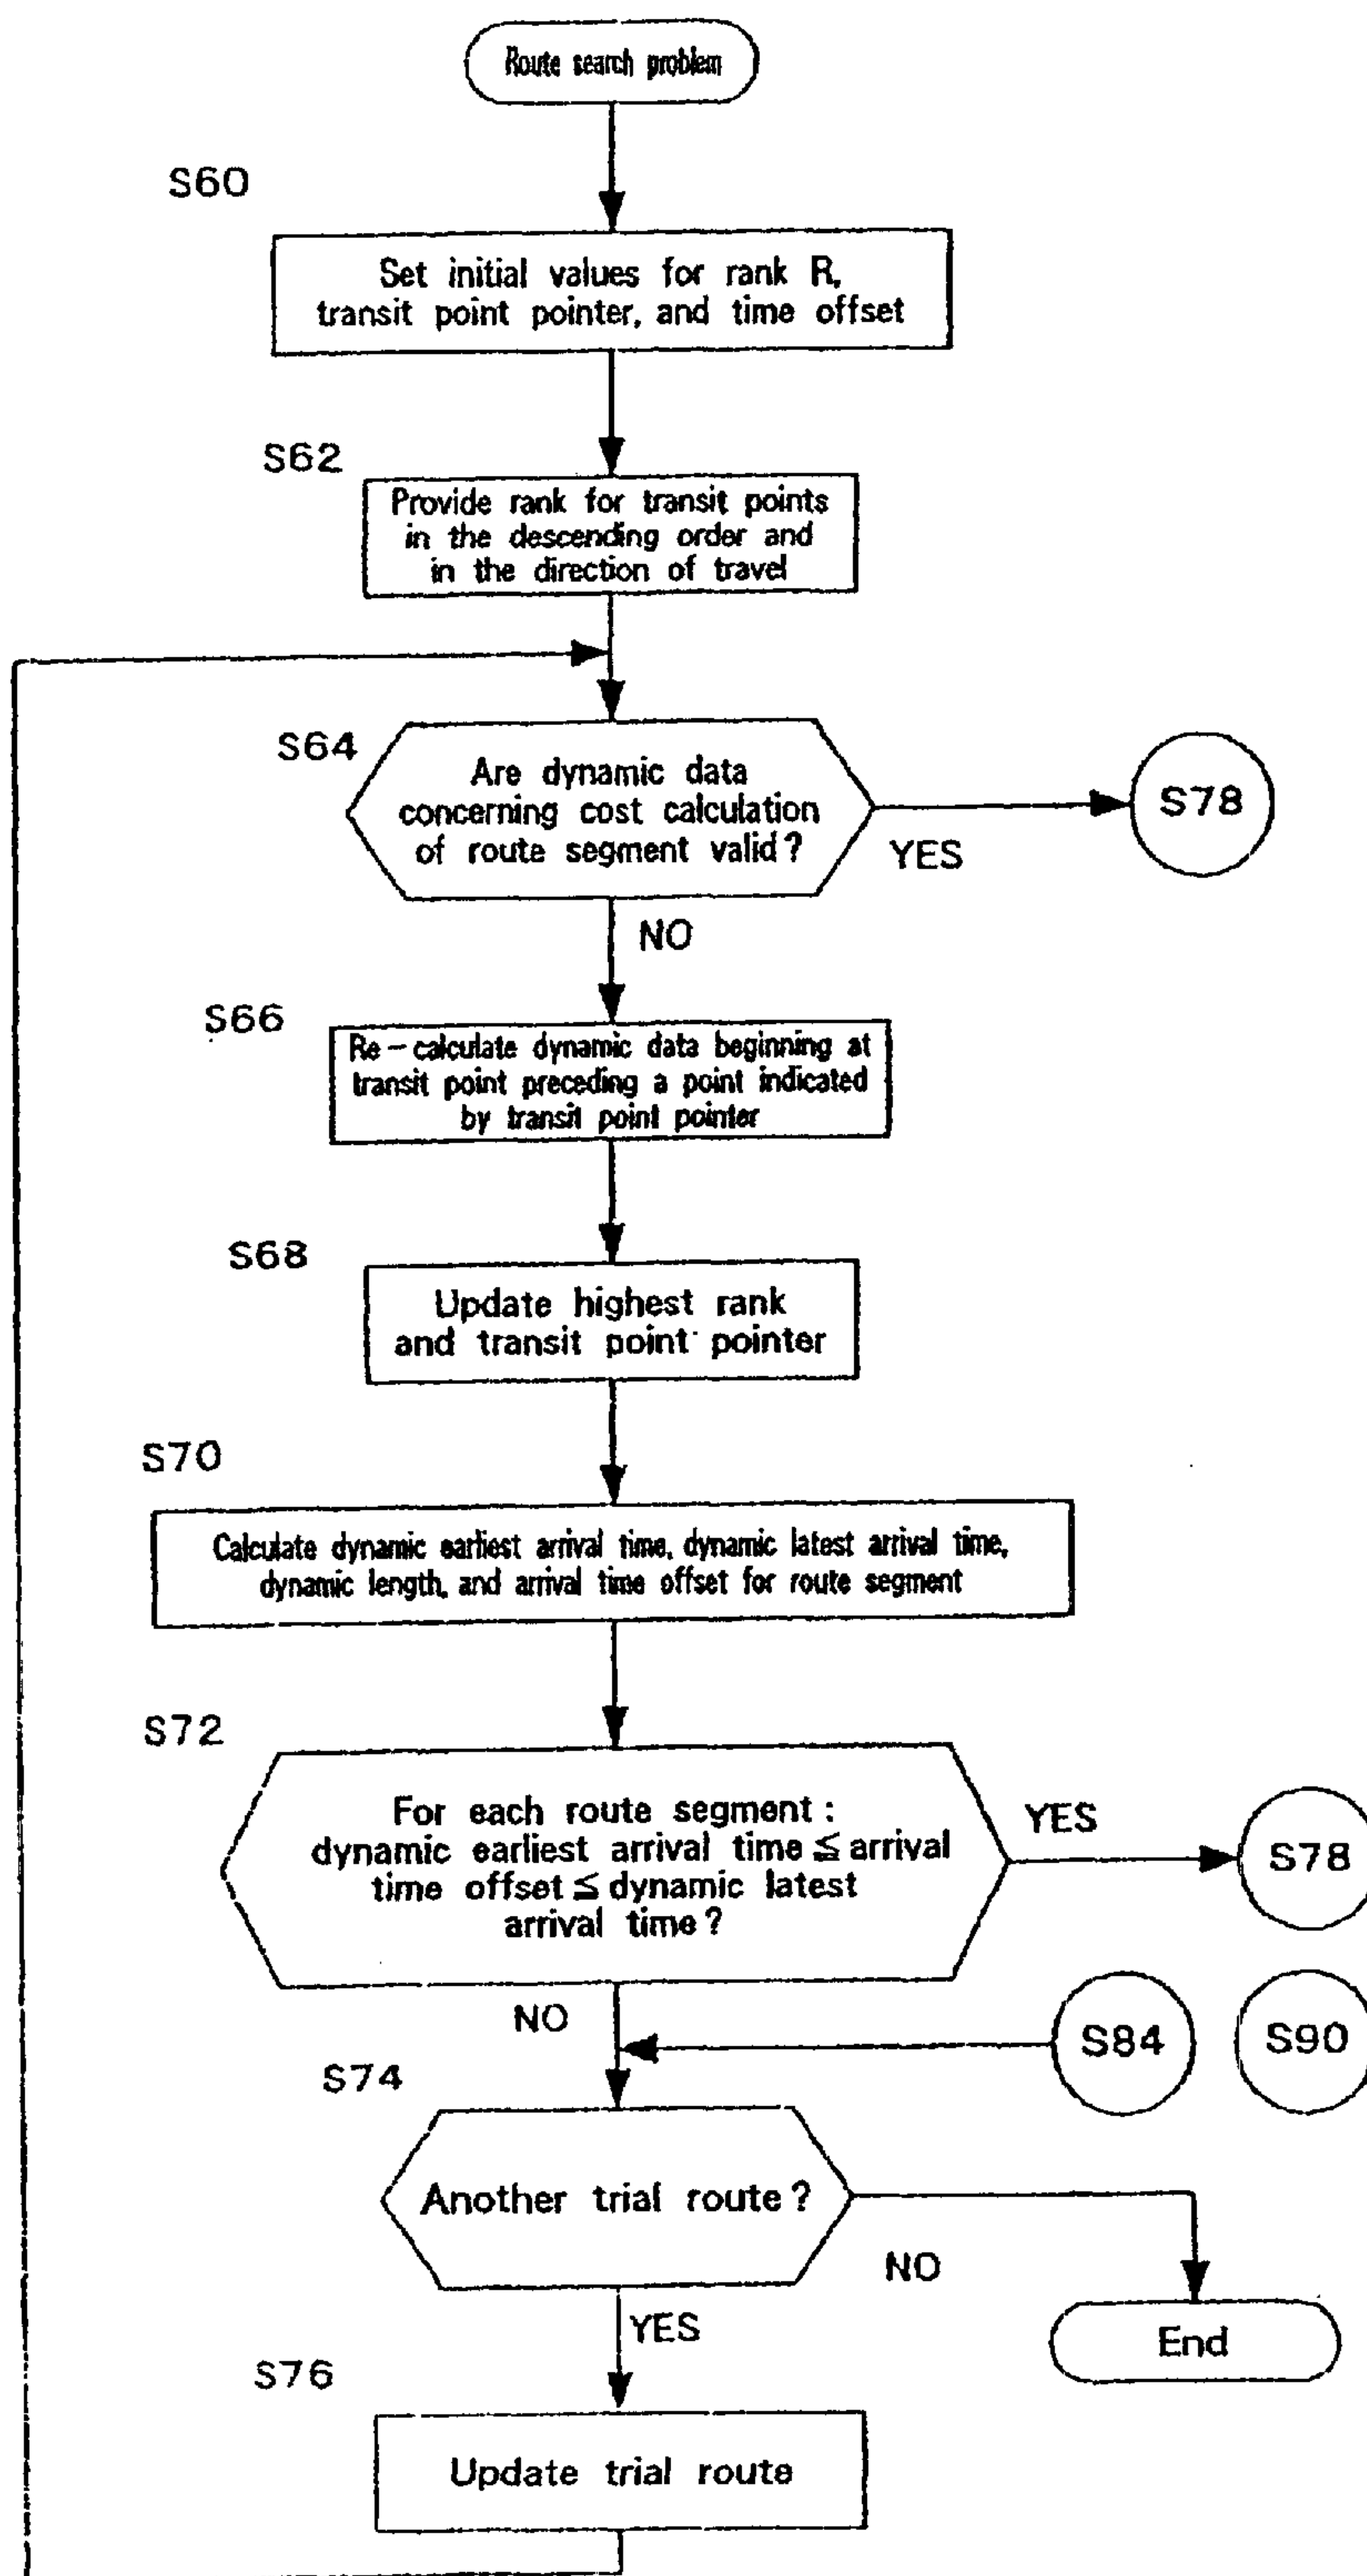 Route search problem
S60
Set initial values for rank R,
transit point pointer, and time offset
S62
Provide rank for transit points
in the descending order and
in the direction of travel
S64
Are dynamic data
concerning cost calculation
of route segment valid?
YES
S78
NO
S66
Re-calculate dynamic data beginning at
transit point preceding a point indicated
by transit point pointer
S68
Update highest rank
and transit point pointer
S70
Calculate dynamic earliest arrival time, dynamic latest arrival time,
dynamic length, and arrival time offset for route segment
S72
For each route segment :
dynamic earliest arrival time ≦ arrival
time offset ≦ dynamic latest
arrival time?
YES
S78
NO
S84
S90
S74
Another trial route?
NO
End
YES
S76
Update trial route